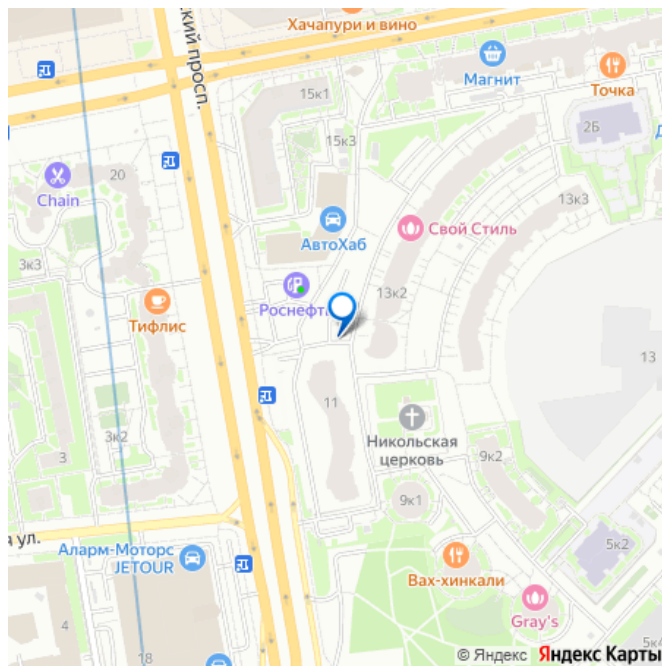 Хачапури и вино
кий просп.
Магнит
Точка
15к1
2Б
15к3
20
Chain
13к3
Свой Стиль
АвтоХаб
3к3
Роснефть
13к2
Тифлис
13
11
Никольская
церковь
3к2
3
9к2
9к1
я ул.
Аларм-Моторс
JETOUR
5к2
Вах-хинкали
Gray's
4
18
5к4
© Яндекс Яндекс Карты